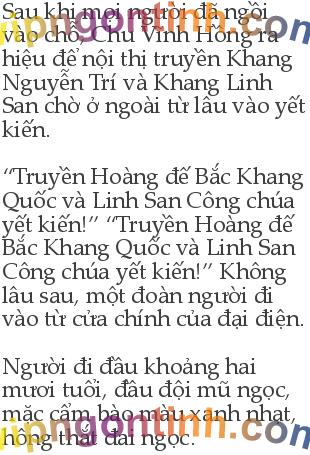 Sau khi mọi người đã ngồi
vào chỗ, Chu Vĩnh Hồng ra
hiệu để nội thị truyền Khang
Nguyễn Trí và Khang Linh
San chờ ở ngoài từ lâu vào yết
kiến.
“Truyền Hoàng đế Bắc Khang
Quốc và Linh San Công chúa
yết kiến!” “Truyền Hoàng đế
Bắc Khang Quốc và Linh San
Công chúa yết kiến!” Không
lâu sau, một đoàn người đi
vào từ cửa chính của đại điện.
Người đi đầu khoảng hai
mươi tuổi, đầu đội mũ ngọc,
mặc cẩm bào màu xanh nhạt,
hông thắt đai ngọc.
vipngontinh.com
vipngontinh.com